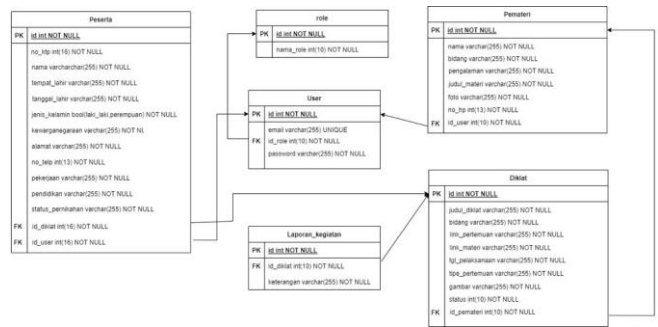 Peserta
PK id int NOT NULL
no_ktp int(16) NOT NULL
nama varcharchar(255) NOT NULL
tempat_lahir varchar(255) NOT NULL
tanggal_lahir varchar(255) NOT NULL
jenis_kelamin bool(laki_laki,perempuan) NOT NULL
kewarganegaraan varchar(255) NOT NI
alamat varchar(255) NOT NULL
no_telp int(13) NOT NULL
pekerjaan varchar(255) NOT NULL
pendidikan varchar(255) NOT NULL
status_pernikahan varchar(255) NOT NULL
FK id_diklat int(16) NOT NULL
FK id_user int(16) NOT NULL
role
PK id int NOT NULL
nama_role int(10) NOT NULL
User
PK id int NOT NULL
email varchar(255) UNIQUE
FK id_role int(10) NOT NULL
password varchar(255) NOT NULL
Laporan_kegiatan
PK id int NOT NULL
FK id_diklat int(10) NOT NULL
keterangan varchar(255) NOT NULL
Pemateri
PK id int NOT NULL
nama varchar(255) NOT NULL
bidang varchar(255) NOT NULL
pengalaman varchar(255) NOT NULL
judul_materi varchar(255) NOT NULL
foto varchar(255) NOT NULL
no_hp int(13) NOT NULL
FK id_user int(10) NOT NULL
Diklat
PK id int NOT NULL
judul_diklat varchar(255) NOT NULL
bidang varchar(255) NOT NULL
link_pertemuan varchar(255) NOT NULL
link_materi varchar(255) NOT NULL
tgl_pelaksanaan varchar(255) NOT NULL
tipe_pertemuan varchar(255) NOT NULL
gambar varchar(255) NOT NULL
status int(10) NOT NULL
FK id_pemateri int(10) NOT NULL